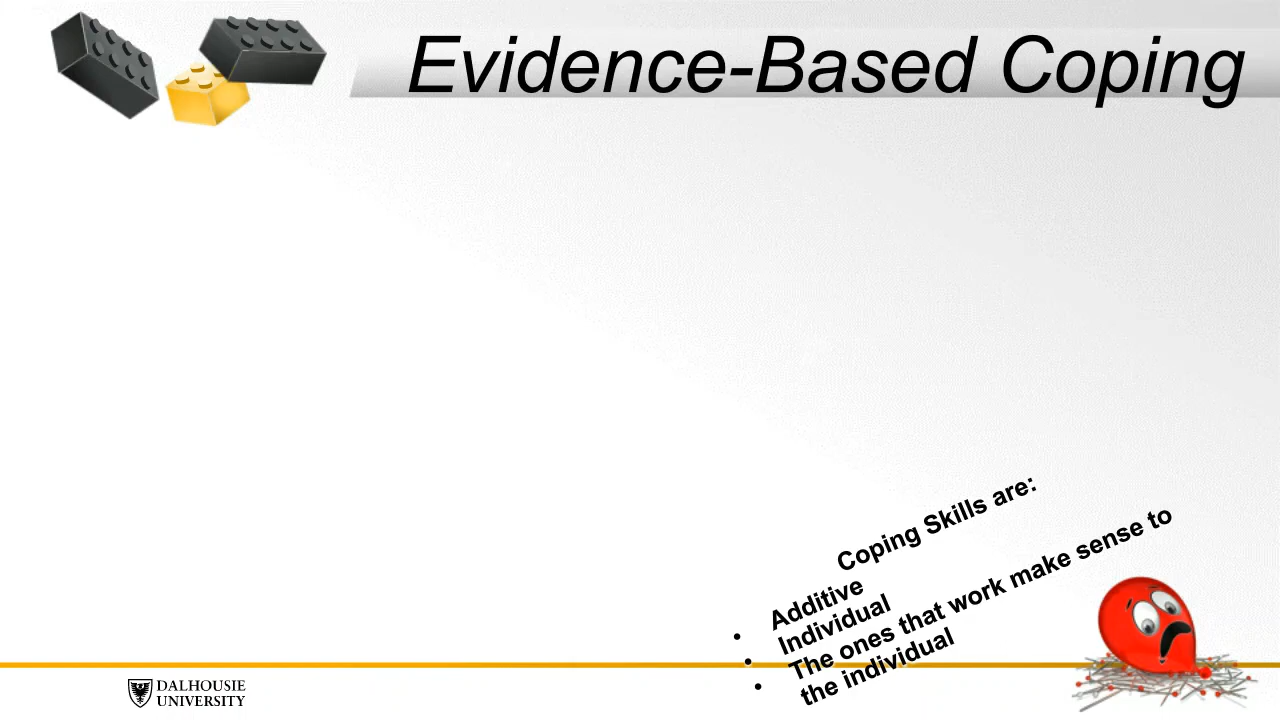 Evidence-Based Coping
Coping Skills are:
• Additive
• Individual
• The ones that work make sense to
the individual
DALHOUSIE
UNIVERSITY